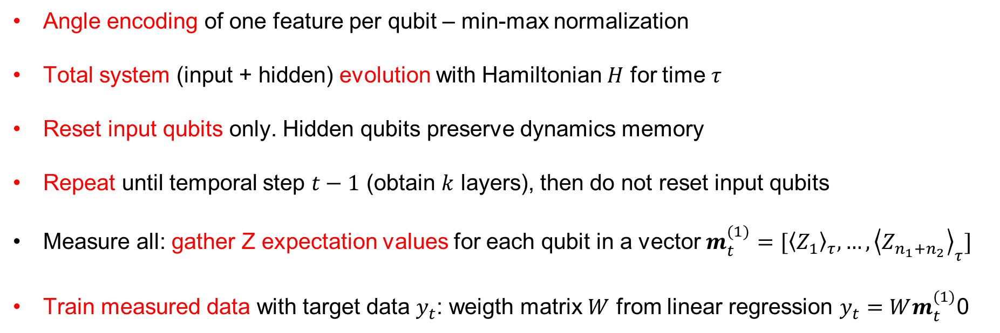 • Angle encoding of one feature per qubit – min-max normalization
• Total system (input + hidden) evolution with Hamiltonian H for time τ
• Reset input qubits only. Hidden qubits preserve dynamics memory
• Repeat until temporal step t − 1 (obtain k layers), then do not reset input qubits
• Measure all: gather Z expectation values for each qubit in a vector m_t^(1) = [⟨Z_1⟩_τ, … , ⟨Z_{n_1+n_2}⟩_τ]
• Train measured data with target data y_t: weigth matrix W from linear regression y_t = W m_t^(1) 0